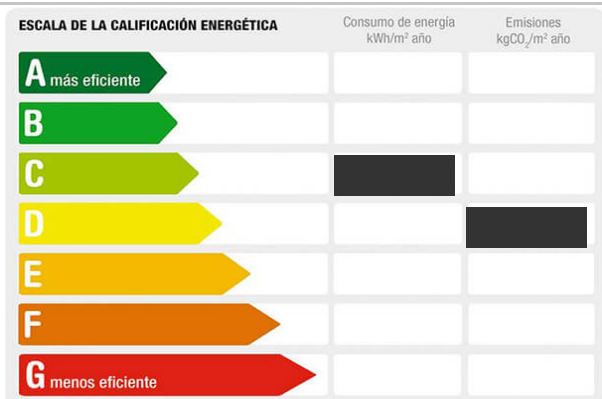 ESCALA DE LA CALIFICACIÓN ENERGÉTICA
Consumo de energía
kWh/m² año
Emisiones
kgCO₂/m² año
A más eficiente
B
C
D
E
F
G menos eficiente